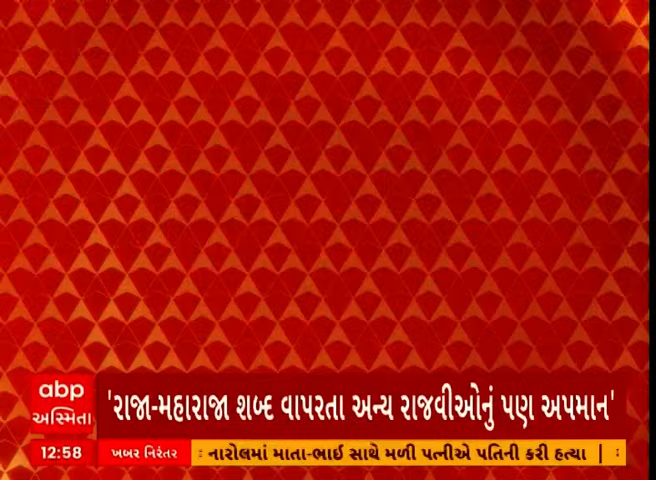 abp
અસ્મિતા
'રાજા-મહારાજા શબ્દ વાપરતા અન્ય રાજવીઓનું પણ અપમાન'
12:58
ખબર નિરંતર
નારોલમાં માતા-ભાઈ સાથે મળી પત્નીએ પતિની કરી હત્યા |